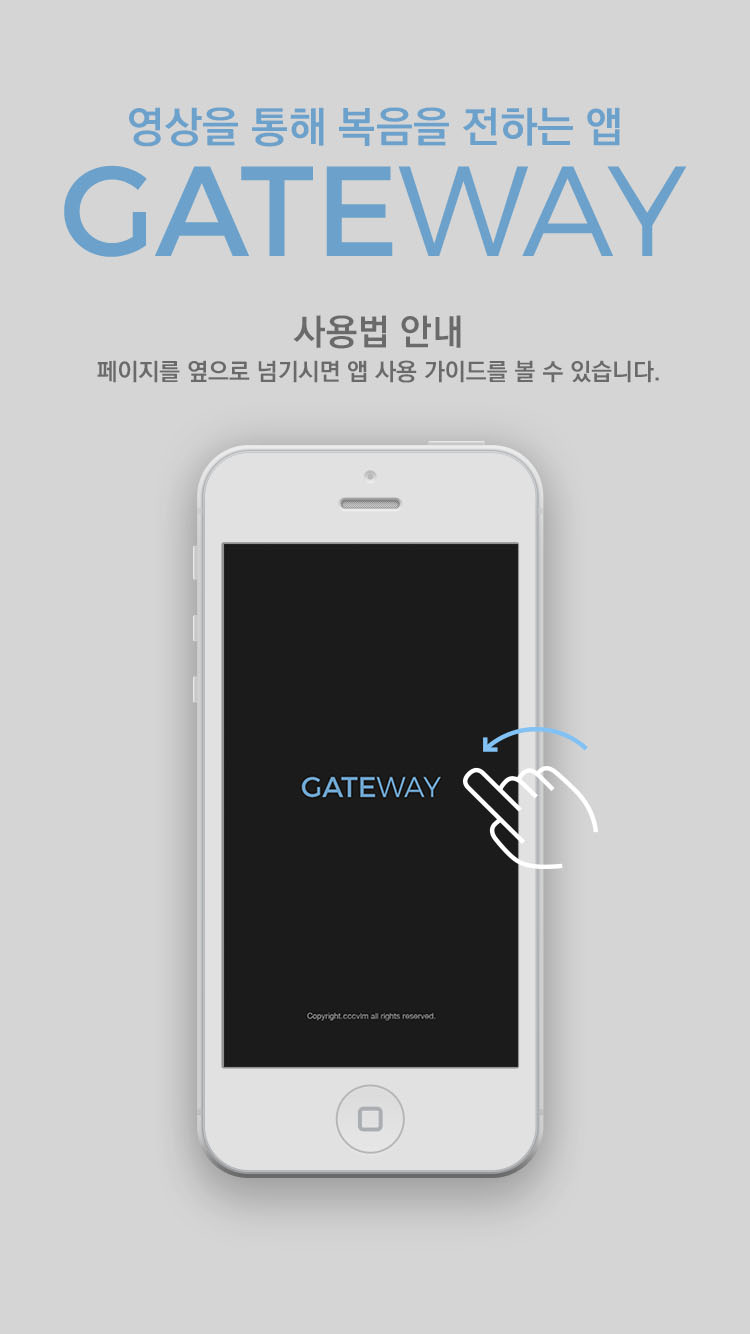 영상을 통해 복음을 전하는 앱
GATEWAY
사용법 안내
페이지를 옆으로 넘기시면 앱 사용 가이드를 볼 수 있습니다.
GATEWAY
Copyright.cccvlm all rights reserved.